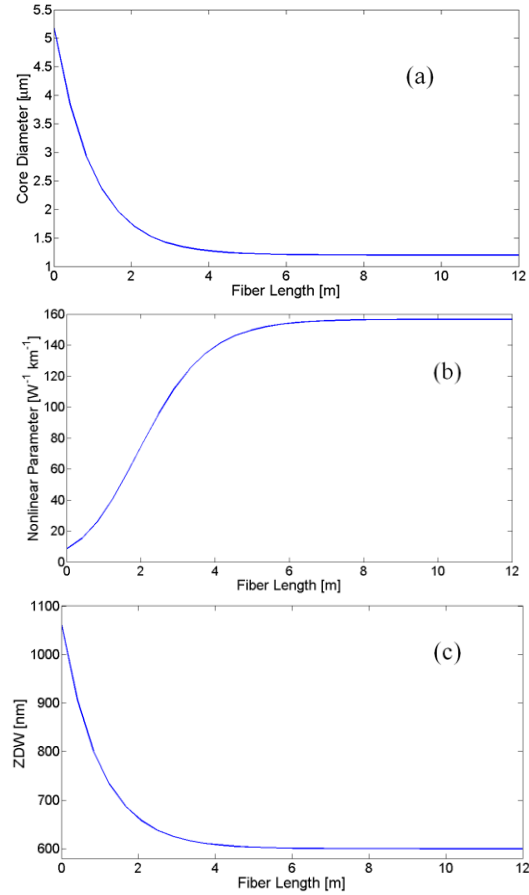 5.5
5
4.5
4
3.5
3
2.5
2
1.5
1
Core Diameter [μm]
(a)
0 2 4 6 8 10 12
Fiber Length [m]
160
140
120
100
80
60
40
20
0
Nonlinear Parameter [W⁻¹ km⁻¹]
(b)
0 2 4 6 8 10 12
Fiber Length [m]
1100
1000
900
800
700
600
ZDW [nm]
(c)
0 2 4 6 8 10 12
Fiber Length [m]